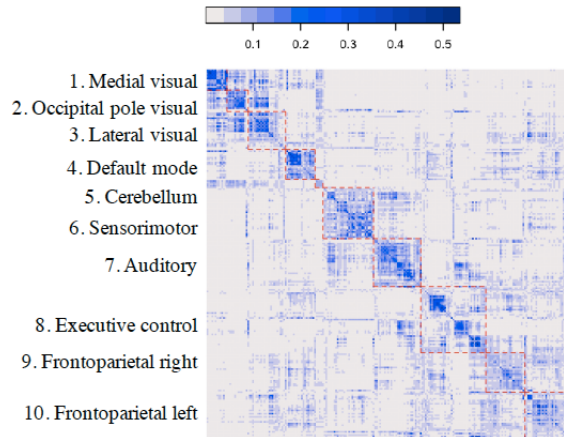 0.1 0.2 0.3 0.4 0.5
1. Medial visual
2. Occipital pole visual
3. Lateral visual
4. Default mode
5. Cerebellum
6. Sensorimotor
7. Auditory
8. Executive control
9. Frontoparietal right
10. Frontoparietal left